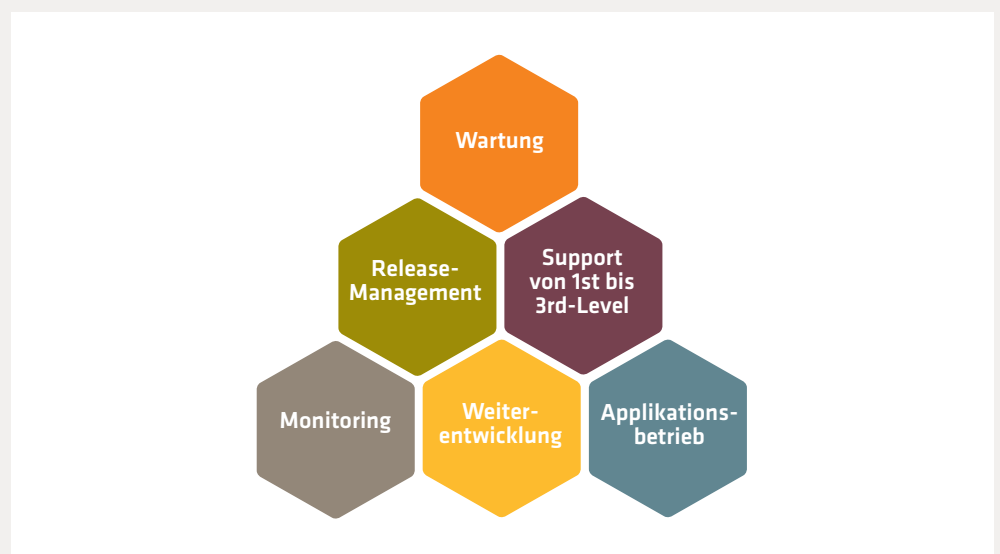 Wartung
Release-
Management
Support
von 1st bis
3rd-Level
Monitoring
Weiter-
entwicklung
Applikations-
betrieb